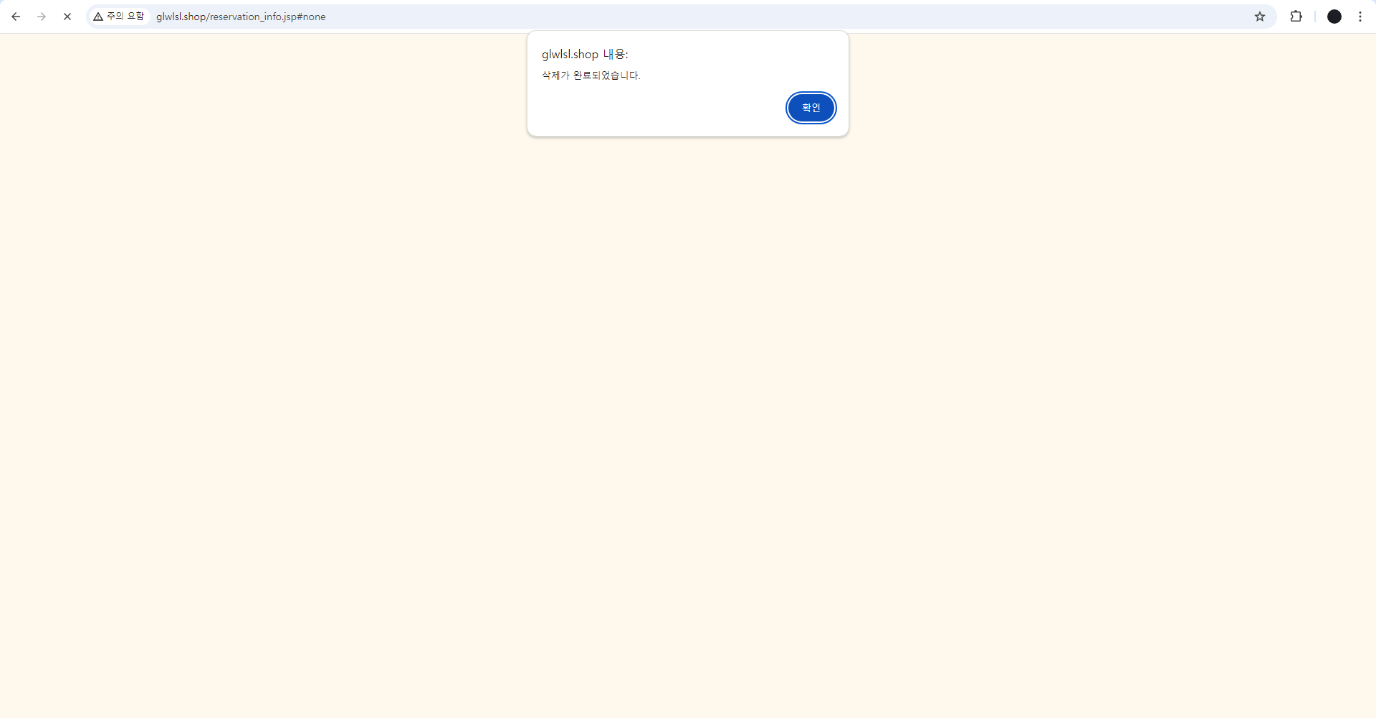 주의 요함 glwlsl.shop/reservation_info.jsp#none
glwlsl.shop 내용:
삭제가 완료되었습니다.
확인